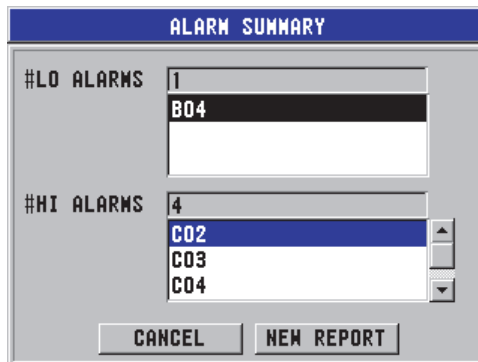 ALARM SUMMARY
#LO ALARMS 1
B04
#HI ALARMS 4
C02
C03
C04
CANCEL NEW REPORT